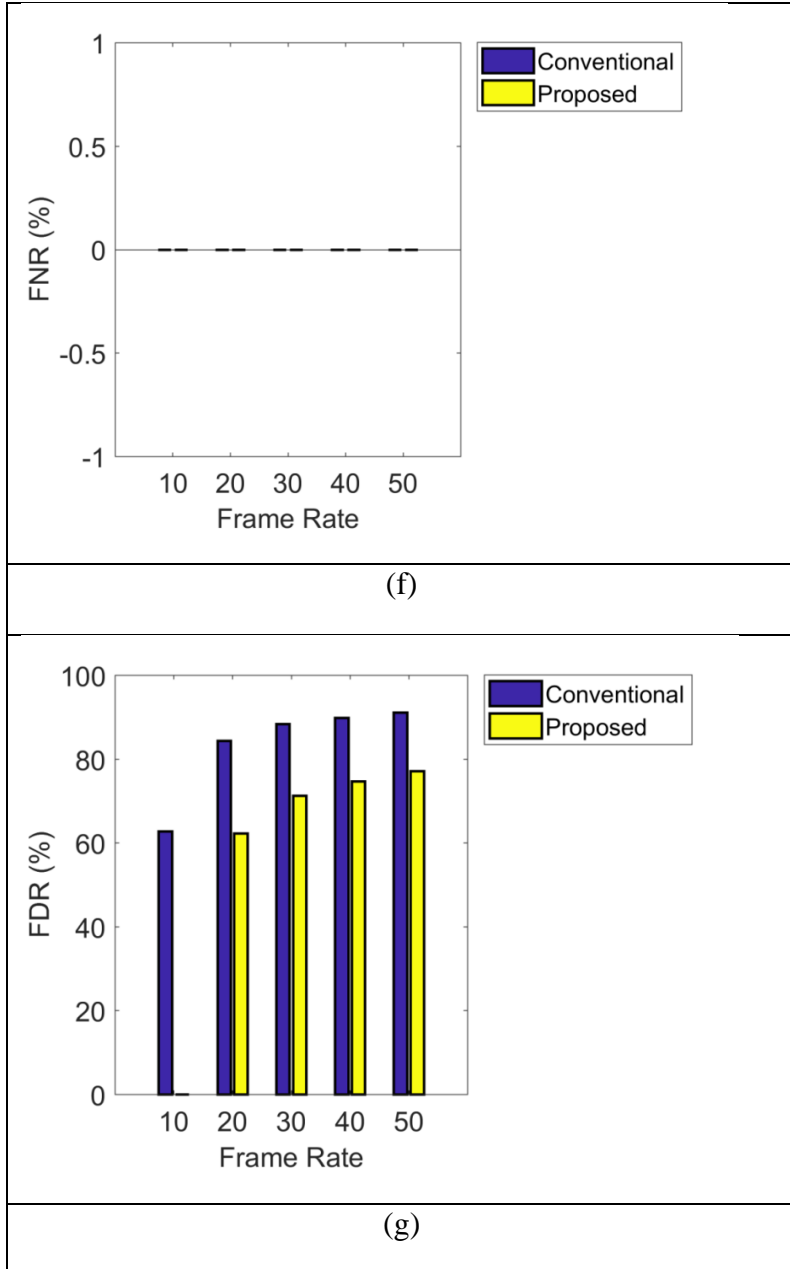 1
0.5
0
-0.5
-1
FNR (%)
10 20 30 40 50
Frame Rate
Conventional
Proposed
(f)
100
80
60
40
20
0
FDR (%)
10 20 30 40 50
Frame Rate
Conventional
Proposed
(g)